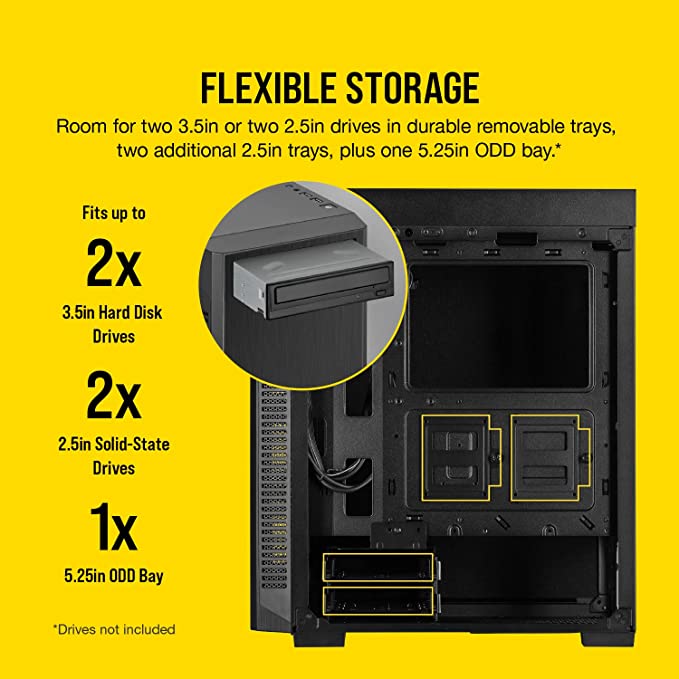 FLEXIBLE STORAGE
Room for two 3.5in or two 2.5in drives in durable removable trays,
two additional 2.5in trays, plus one 5.25in ODD bay.*
Fits up to
2x
3.5in Hard Disk
Drives
2x
2.5in Solid-State
Drives
1x
5.25in ODD Bay
*Drives not included